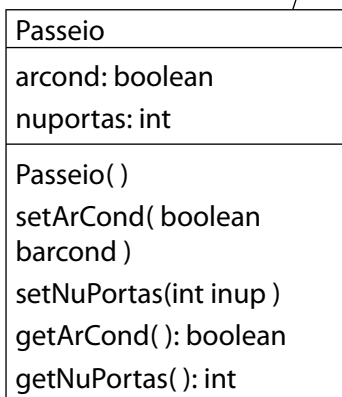 Passeio
arcond: boolean
nuportas: int
Passeio( )
setArCond( boolean
barcond )
setNuPortas(int inup )
getArCond( ): boolean
getNuPortas( ): int